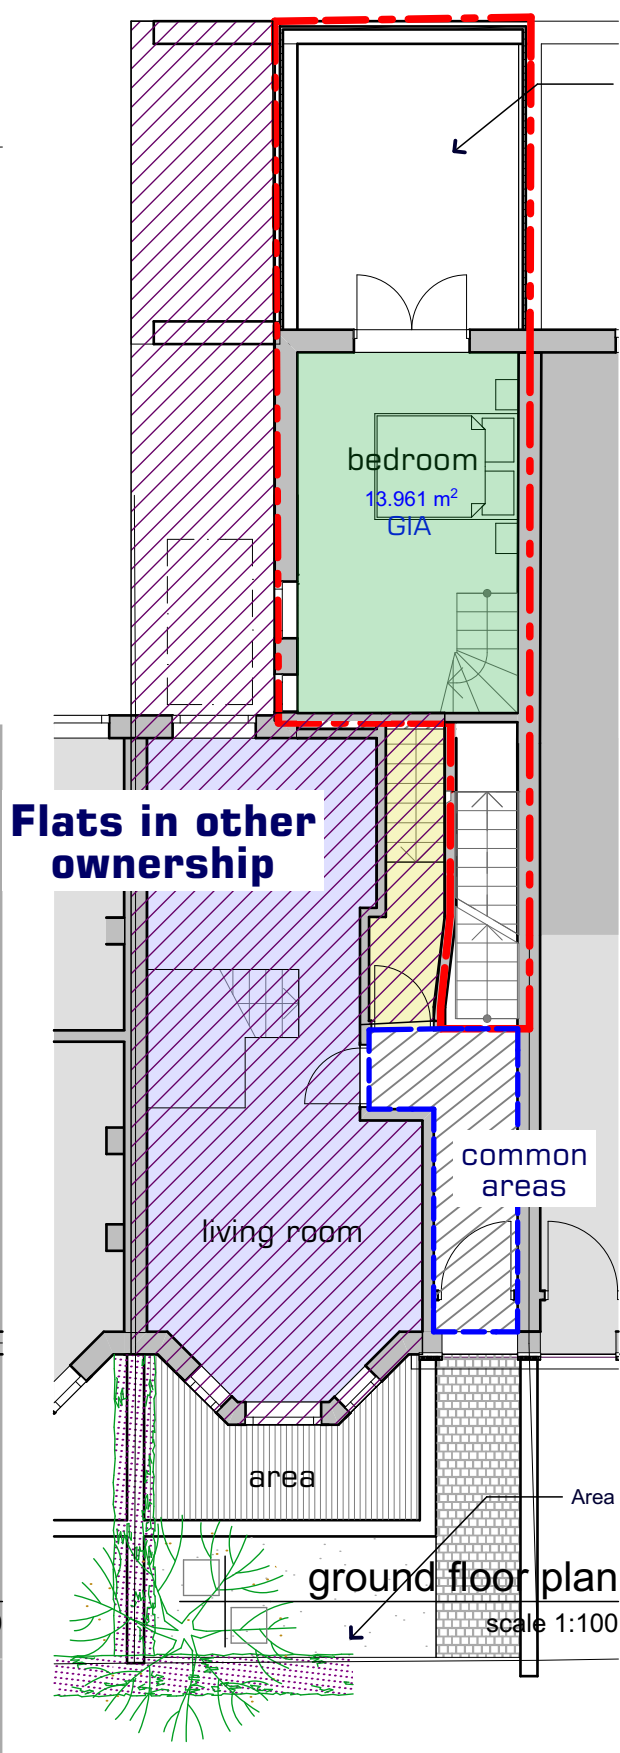 bedroom
13.961 m²
GIA
Flats in other
ownership
common
areas
living room
area
Area
ground floor plan
scale 1:100